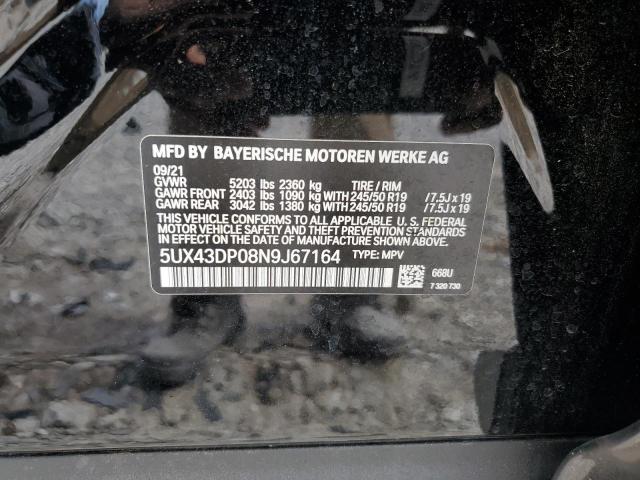 MFD BY BAYERISCHE MOTOREN WERKE AG
09/21
GVWR 5203 lbs 2360 kg TIRE / RIM
GAWR FRONT 2403 lbs 1090 kg WITH 245/50 R19 /7.5J x 19
GAWR REAR 3042 lbs 1380 kg WITH 245/50 R19 /7.5J x 19
THIS VEHICLE CONFORMS TO ALL APPLICABLE U. S. FEDERAL
MOTOR VEHICLE SAFETY AND THEFT PREVENTION STANDARDS
IN EFFECT ON THE DATE OF MANUFACTURE SHOWN ABOVE.
5UX43DP08N9J67164 TYPE: MPV
668U
7 320 730